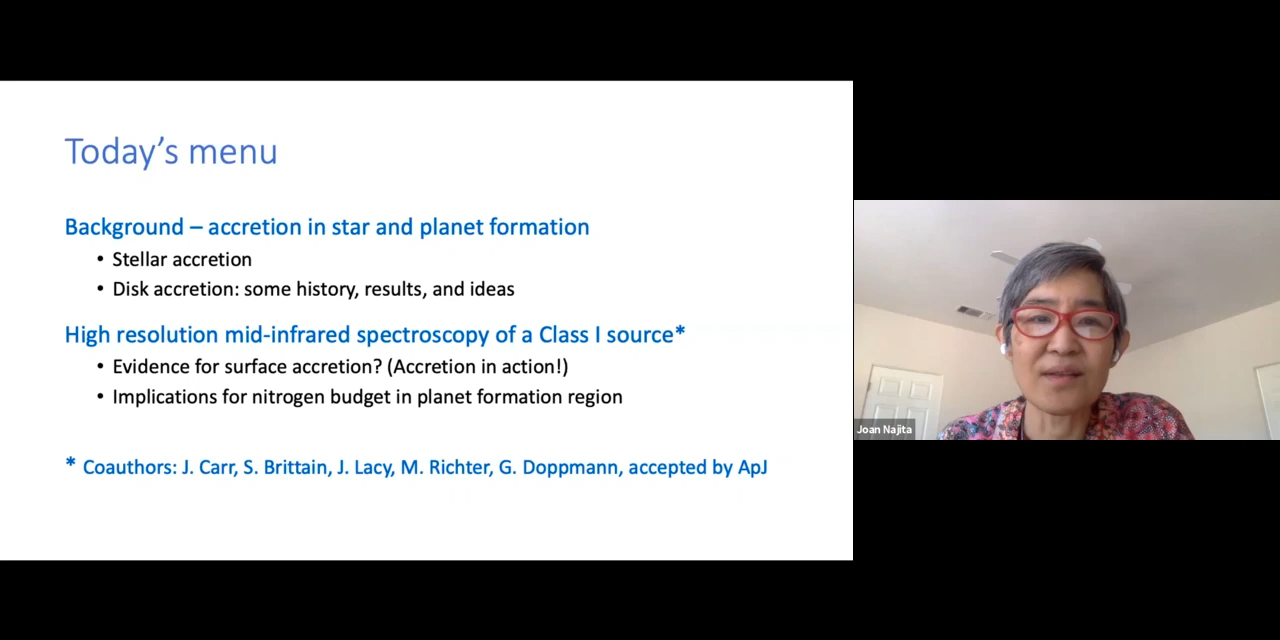 Today's menu
Background – accretion in star and planet formation
• Stellar accretion
• Disk accretion: some history, results, and ideas
High resolution mid-infrared spectroscopy of a Class I source*
• Evidence for surface accretion? (Accretion in action!)
• Implications for nitrogen budget in planet formation region
* Coauthors: J. Carr, S. Brittain, J. Lacy, M. Richter, G. Doppmann, accepted by ApJ
Joan Najita